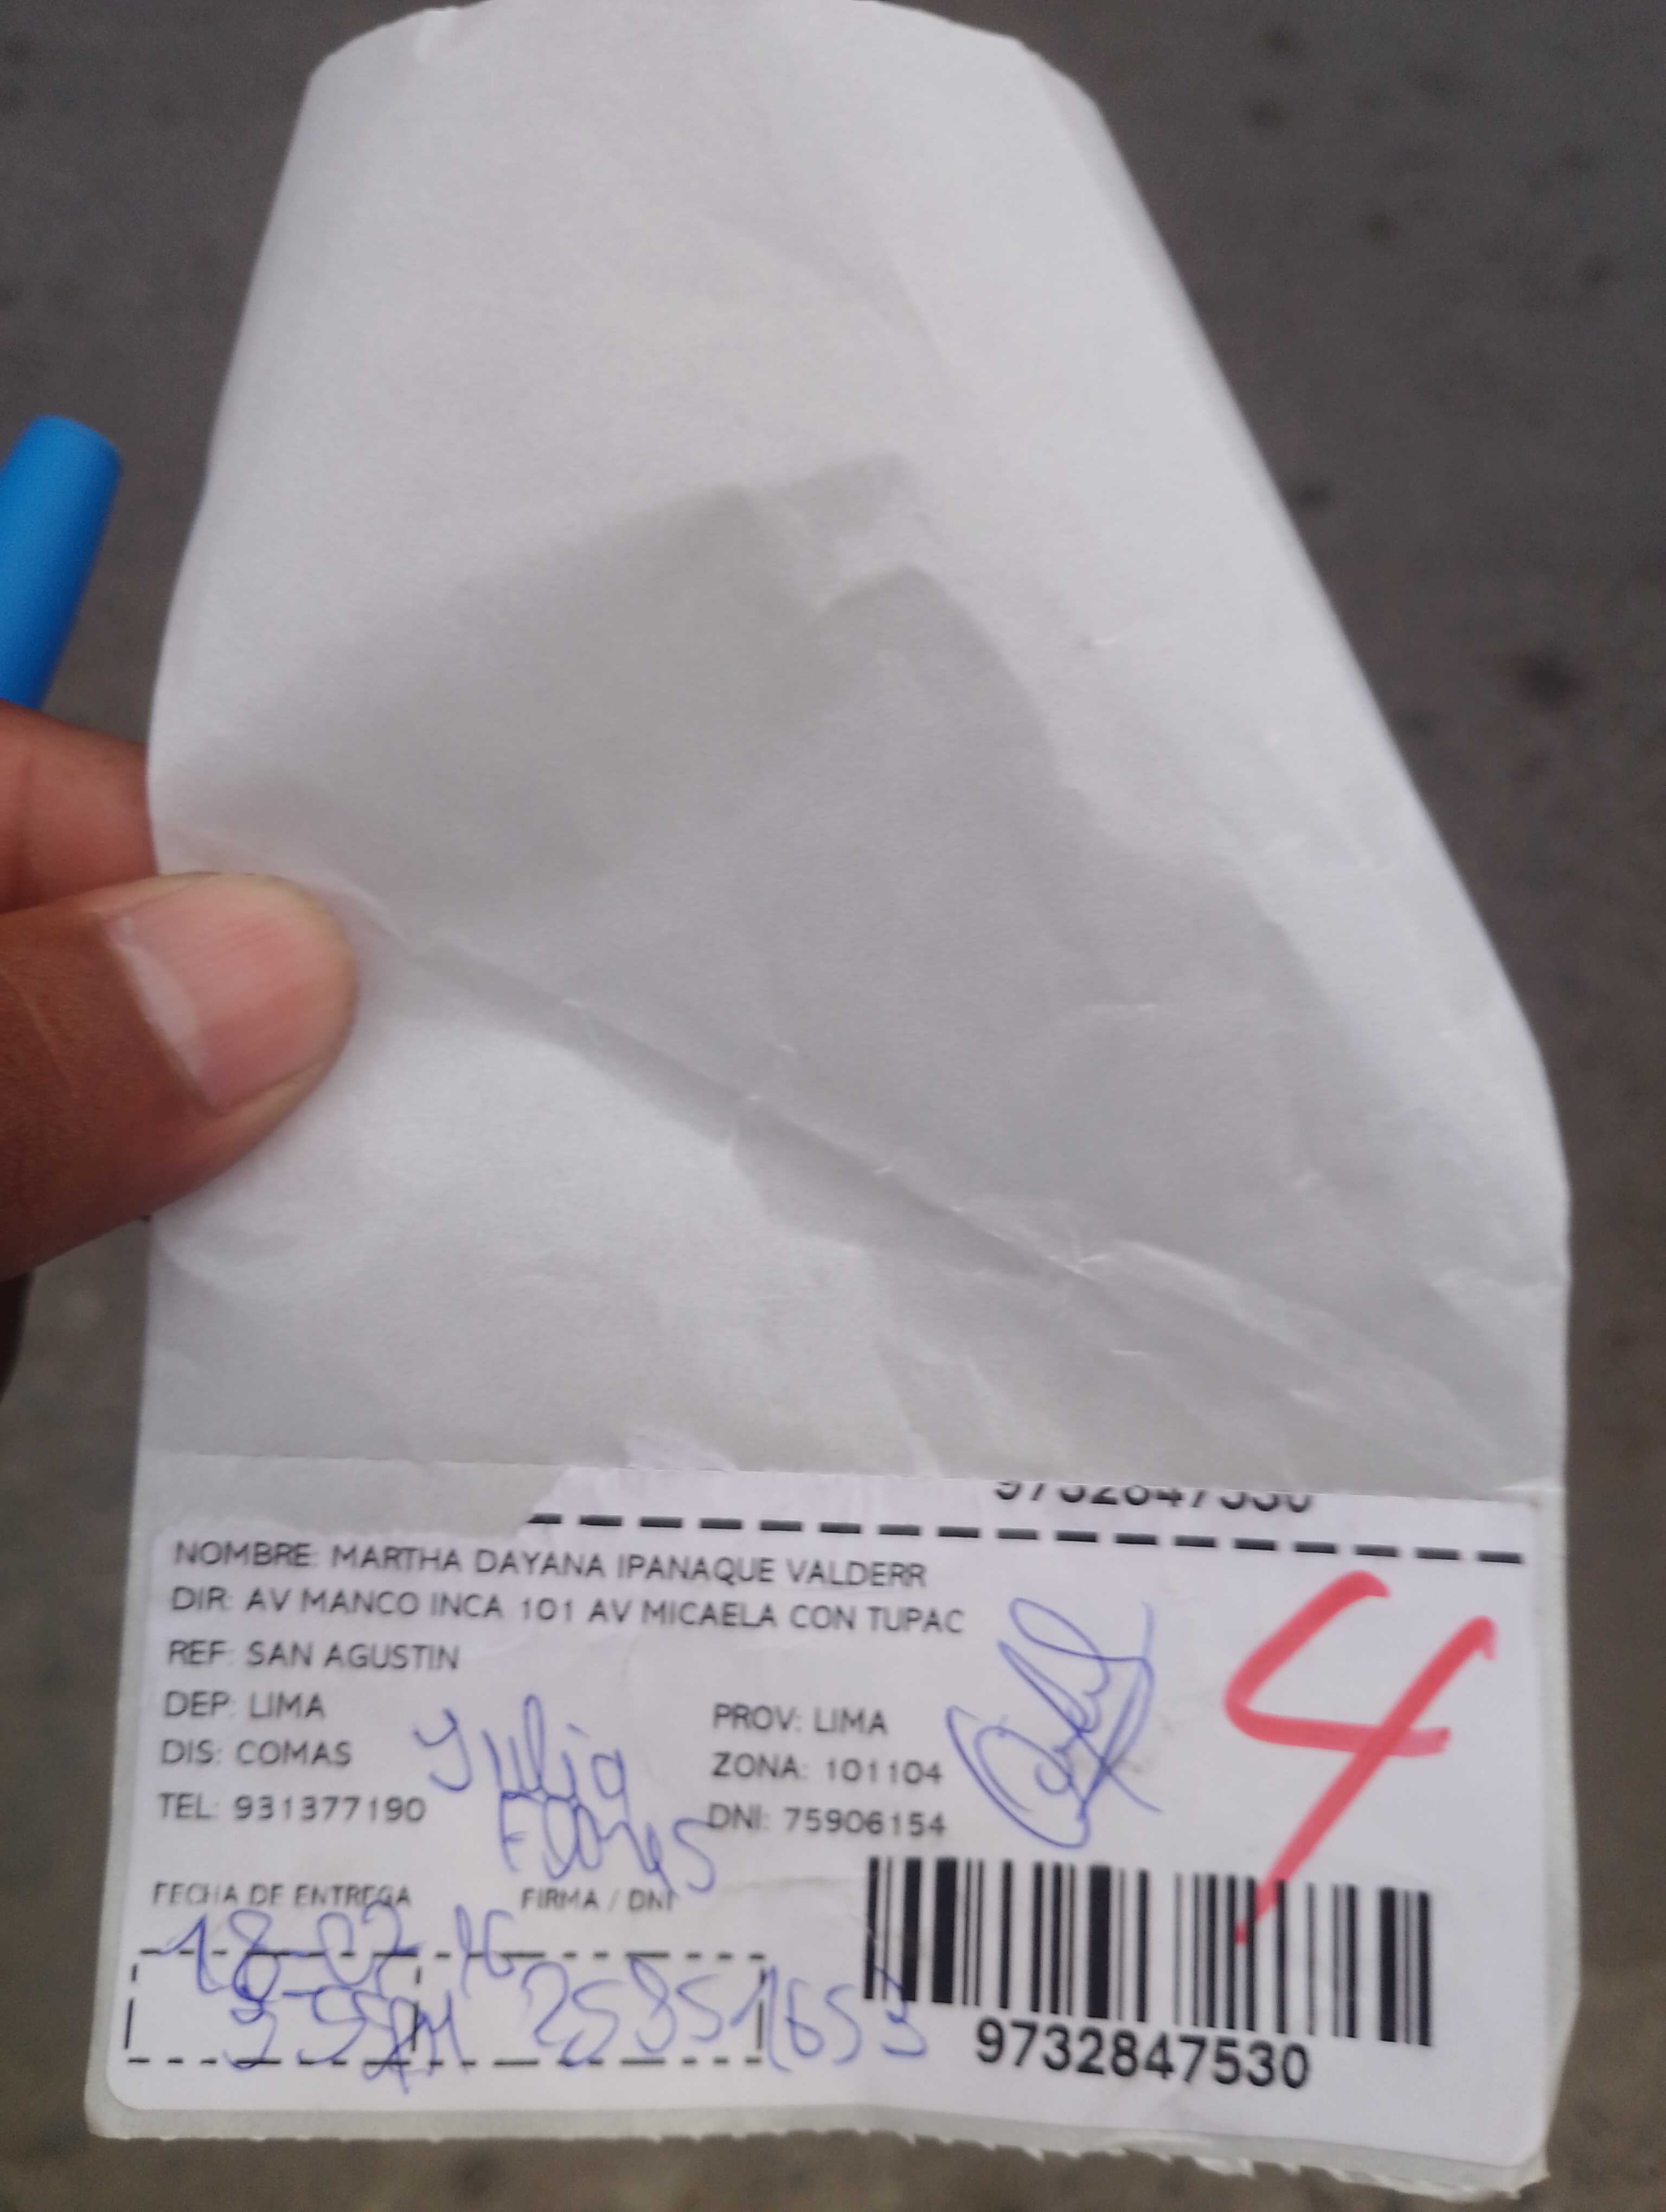 9732847530
NOMBRE: MARTHA DAYANA IPANAQUE VALDERR
DIR: AV MANCO INCA 101 AV MICAELA CON TUPAC
REF: SAN AGUSTIN
DEP: LIMA
PROV: LIMA
DIS: COMAS
ZONA: 101104
TEL: 931377190
DNI: 75906154
Julia
Flores
4
FECHA DE ENTREGA
FIRMA / DNI
18-02
9732847530